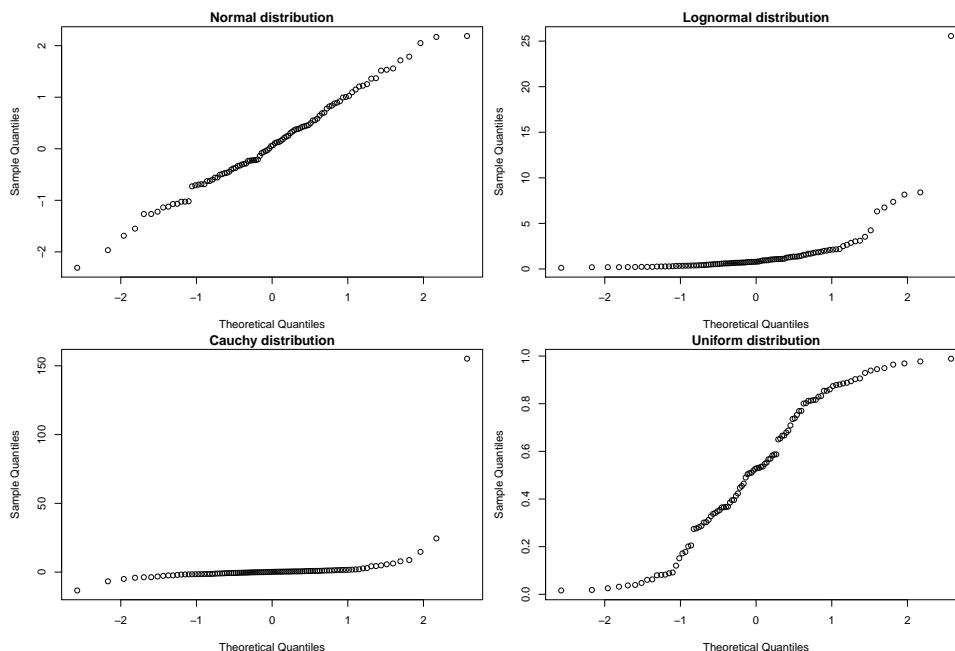 Normal distribution
Sample Quantiles
2
1
0
−1
−2
−2 −1 0 1 2
Theoretical Quantiles
Lognormal distribution
Sample Quantiles
25
20
15
10
5
0
−2 −1 0 1 2
Theoretical Quantiles
Cauchy distribution
Sample Quantiles
150
100
50
0
−2 −1 0 1 2
Theoretical Quantiles
Uniform distribution
Sample Quantiles
1.0
0.8
0.6
0.4
0.2
0.0
−2 −1 0 1 2
Theoretical Quantiles